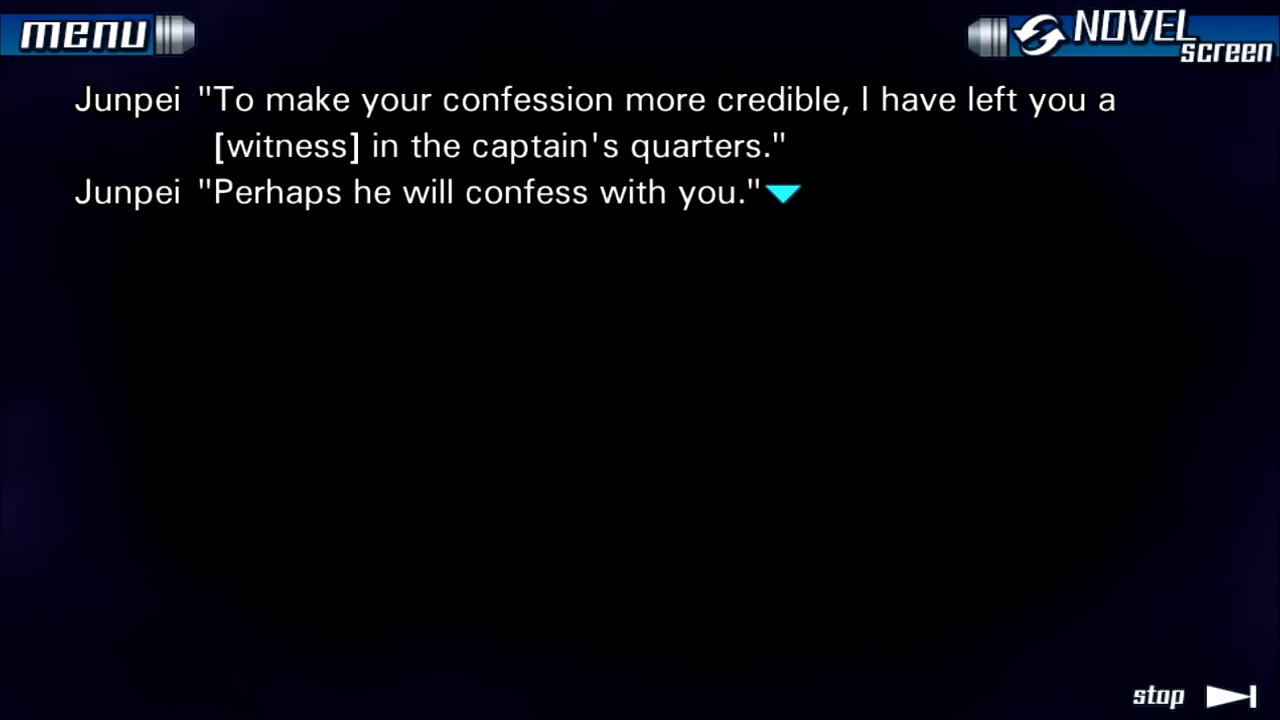 menu
NOVEL
screen
Junpei "To make your confession more credible, I have left you a
[witness] in the captain's quarters."
Junpei "Perhaps he will confess with you."
stop